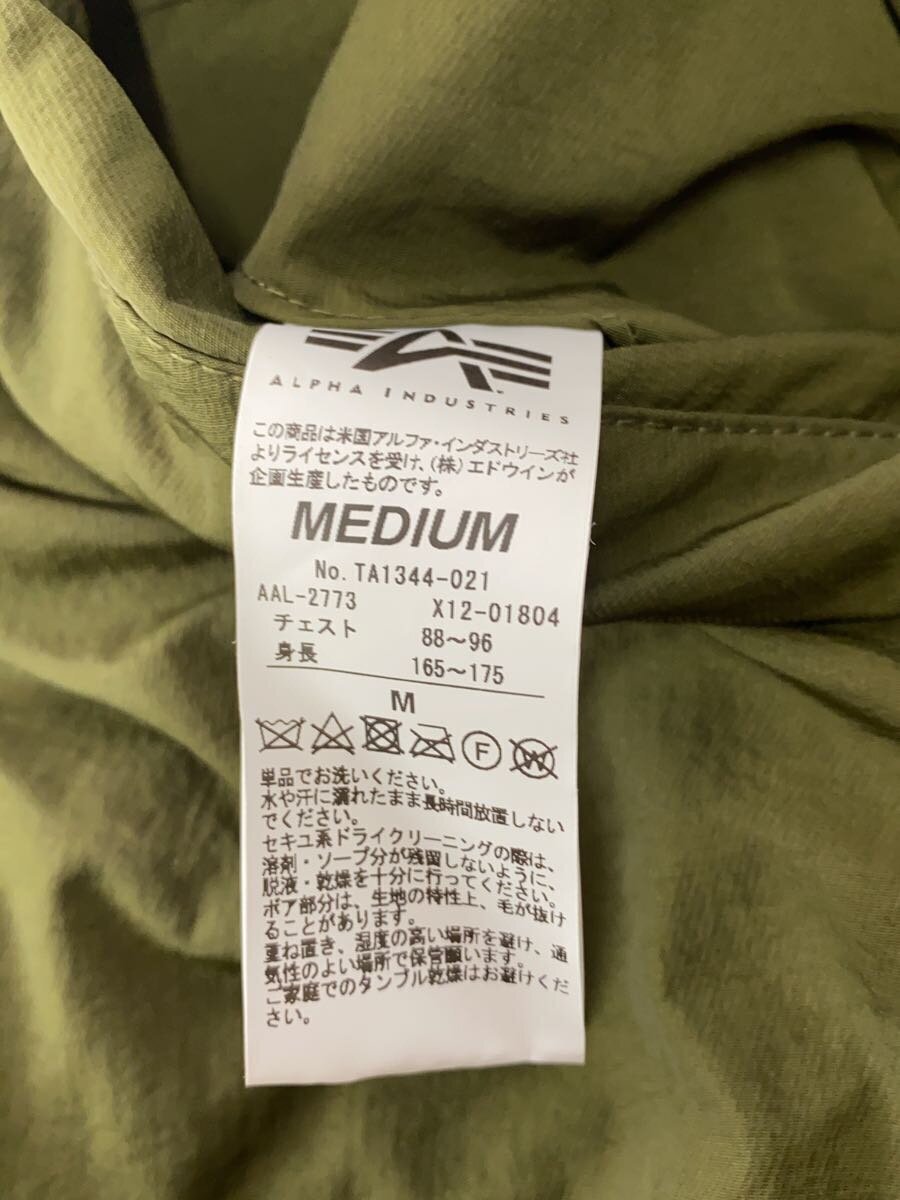 ALPHA INDUSTRIES
この商品は米国アルファ・インダストリーズ社
よりライセンスを受け、(株)エドウインが
企画生産したものです。
MEDIUM
No. TA1344-021
AAL-2773 X12-01804
チェスト 88〜96
身長 165〜175
M
F W
単品でお洗いください。
水や汗に濡れたまま長時間放置しない
でください。
セキユ系ドライクリーニングの際は、
溶剤・ソープ分が残留しないように、
脱液・乾燥を十分に行ってください。
ボア部分は、生地の特性上、毛が抜け
ることがあります。
重ね置き、湿度の高い場所を避け、通
気性のよい場所で保管願います。
ご家庭でのタンブル乾燥はお避けくだ
さい。